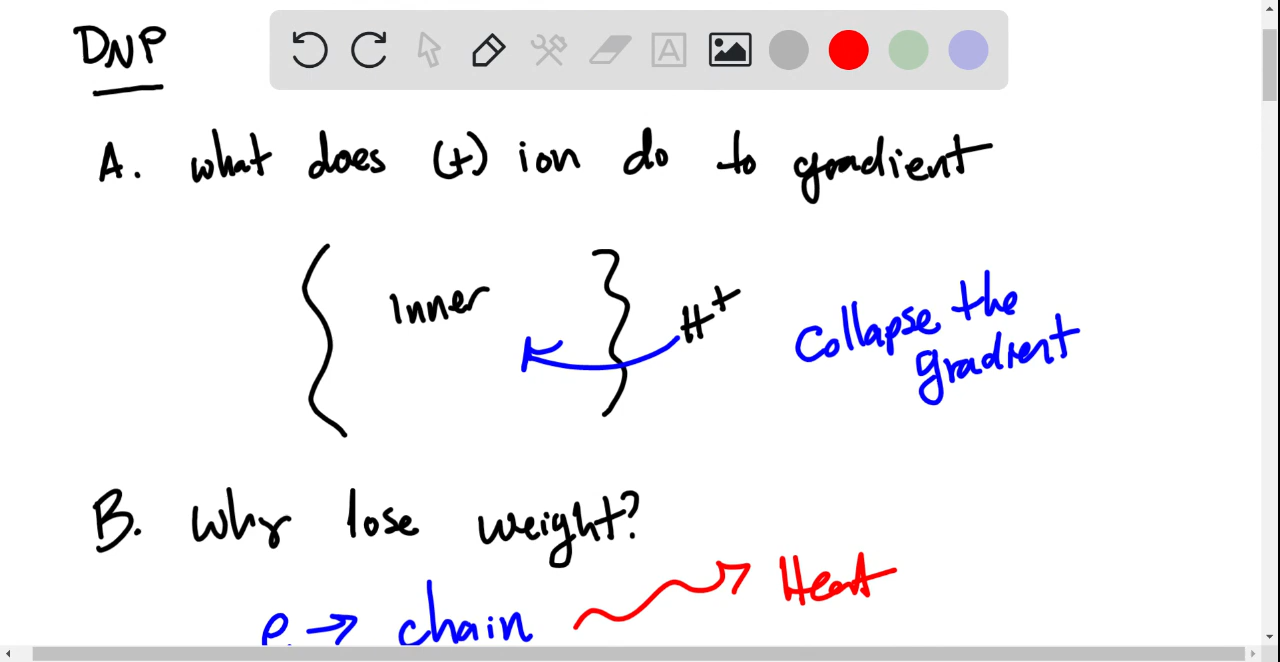 DNP
A
A. what does (+) ion do to gradient
Inner
H+
Collapse the
gradient
B. Why lose weight?
Heat
e → chain